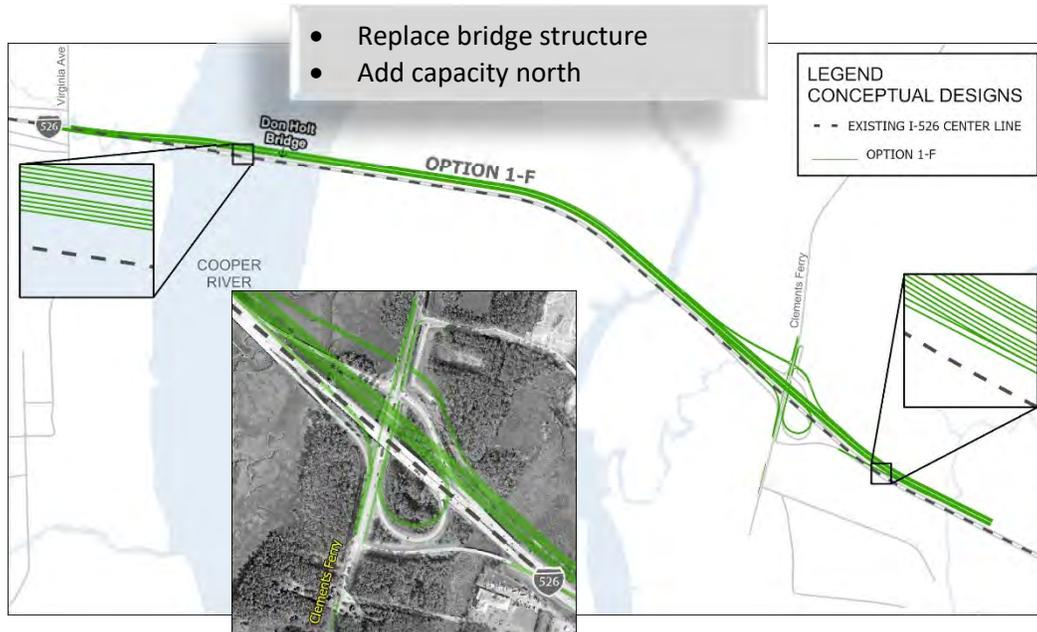 • Replace bridge structure
• Add capacity north
LEGEND
CONCEPTUAL DESIGNS
EXISTING I-526 CENTER LINE
OPTION 1-F
Virginia Ave
526
Don Holt
Bridge
OPTION 1-F
COOPER
RIVER
Clements Ferry
Clements Ferry
526